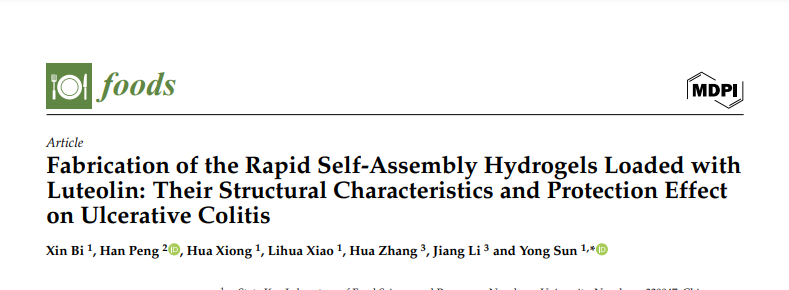 foods
MDPI
Article
Fabrication of the Rapid Self-Assembly Hydrogels Loaded with
Luteolin: Their Structural Characteristics and Protection Effect
on Ulcerative Colitis
Xin Bi 1, Han Peng 2 iD, Hua Xiong 1, Lihua Xiao 1, Hua Zhang 3, Jiang Li 3 and Yong Sun 1,* iD